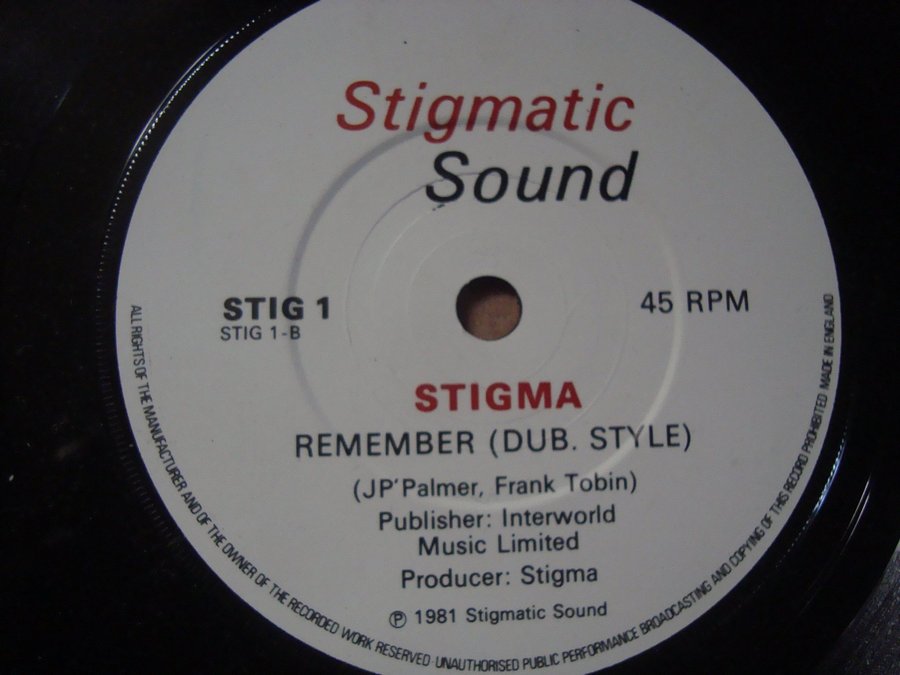 Stigmatic
Sound
STIG 1
STIG 1-B
45 RPM
STIGMA
REMEMBER (DUB. STYLE)
(JP'Palmer, Frank Tobin)
Publisher: Interworld
Music Limited
Producer: Stigma
℗ 1981 Stigmatic Sound
ALL RIGHTS OF THE MANUFACTURER AND OF THE OWNER OF THE RECORDED WORK RESERVED UNAUTHORISED PUBLIC PERFORMANCE BROADCASTING AND COPYING OF THIS RECORD PROHIBITED MADE IN ENGLAND